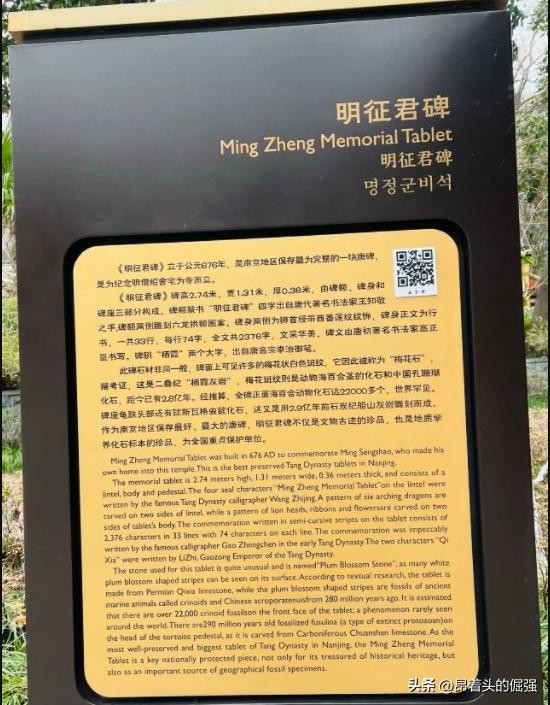 明征君碑
Ming Zheng Memorial Tablet
明征君碑
명정군비석
《明征君碑》立于公元676年，是南京地区保存最为完整的一块唐碑，
是为纪念明僧绍舍宅为寺而立。
《明征君碑》碑高2.74米，宽1.31米，厚0.36米，由碑额、碑身和
碑座三部分构成。碑额篆书“明征君碑”四字出自唐代著名书法家王知敬
之手，碑额两侧雕刻六龙拱额图案。碑身两侧为狮首绶带西番莲纹纹饰，碑身正文为行
书，一共33行，每行74字，全文共2376字，文采华美。碑文由唐初著名书法家高正
臣书写。碑阴“栖霞”两个大字，出自唐高宗李治御笔。
此碑石材非同一般，碑面上可见许多的梅花状白色斑纹，它因此被称为“梅花石”，
据考证，这是二叠纪“栖霞灰岩”，梅花斑纹则是动物海百合茎的化石和中国孔珊瑚
化石，距今已有2.8亿年。经推算，全碑正面海百合动物化石达22000多个，世界罕见。
碑座龟趺头部还有䗴斯瓦格蟆䗴化石，这又是用2.9亿年前石炭纪船山灰岩雕刻而成。
作为南京地区保存最好、最大的唐碑，明征君碑不仅是文物古迹的珍品，也是地质学
界化石标本的珍品，为全国重点保护单位。
Ming Zheng Memorial Tablet was built in 676 AD to commemorate Ming Sengshao, who made his
own home into this temple.This is the best preserved Tang Dynasty tablets in Nanjing.
The memorial tablet is 2.74 meters high, 1.31 meters wide, 0.36 meters thick, and consists of a
lintel, body and pedestal. The four seal characters "Ming Zheng Memorial Tablet" on the lintel were
written by the famous Tang Dynasty calligrapher Wang Zhijing. A pattern of six arching dragons are
carved on two sides of lintel, while a pattern of lion heads, ribbons and flowersare carved on two
sides of tablet's body. The commemoration written in semi-cursive scripts on the tablet consists of
2,376 characters in 33 lines with 74 characters on each line. The commemoration was impeccably
written by the famous calligrapher Gao Zhengchen in the early Tang Dynasty. The two characters "Qi
Xia" were written by LiZhi, Gaozong Emperor of the Tang Dynasty.
The stone used for this tablet is quite unusual and is named "Plum Blossom Stone", as many white
plum blossom shaped stripes can be seen on its surface. According to textual research, the tablet is
made from Permian Qixia limestone, while the plum blossom shaped stripes are fossils of ancient
marine animals called crinoids and Chinese acroporatenuisfrom 280 million years ago. It is estimated
that there are over 22,000 crinoid fossilson the front face of the tablet; a phenomenon rarely seen
around the world. There are290 million years old fossilized fusulina (a type of extinct protozoan)on
the head of the tortoise pedestal, as it is carved from Carboniferous Chuanshan limestone. As the
most well-preserved and biggest tablet of Tang Dynasty in Nanjing, the Ming Zheng Memorial
Tablet is a key nationally protected piece, not only for its treasured of historical heritage, but
also as an important source of geographical fossil specimens.
头条 @昂着头的倔强